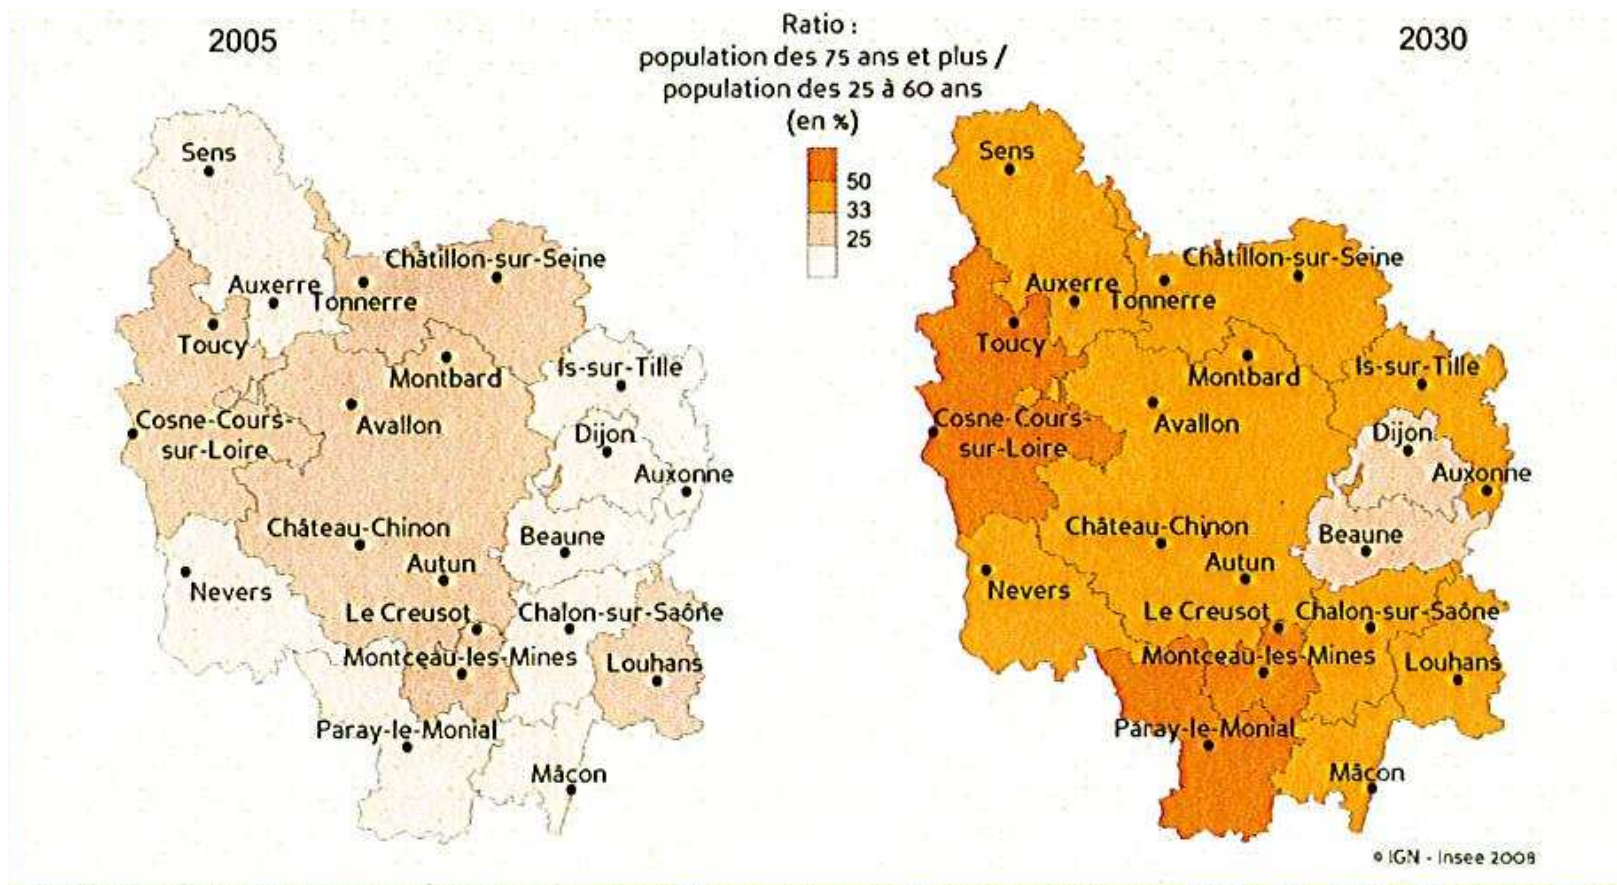 2005
Ratio :
population des 75 ans et plus /
population des 25 à 60 ans
(en %)
50
33
25
2030
Sens
Châtillon-sur-Seine
Auxerre
Tonnerre
Toucy
Montbard
Is-sur-Tille
Cosne-Cours-
sur-Loire
Avallon
Dijon
Auxonne
Château-Chinon
Beaune
Autun
Nevers
Le Creusot
Chalon-sur-Saône
Montceau-les-Mines
Louhans
Paray-le-Monial
Mâcon
Sens
Châtillon-sur-Seine
Auxerre
Tonnerre
Toucy
Montbard
Is-sur-Tille
Cosne-Cours-
sur-Loire
Avallon
Dijon
Auxonne
Château-Chinon
Beaune
Autun
Nevers
Le Creusot
Chalon-sur-Saône
Montceau-les-Mines
Louhans
Paray-le-Monial
Mâcon
© IGN - Insee 2008